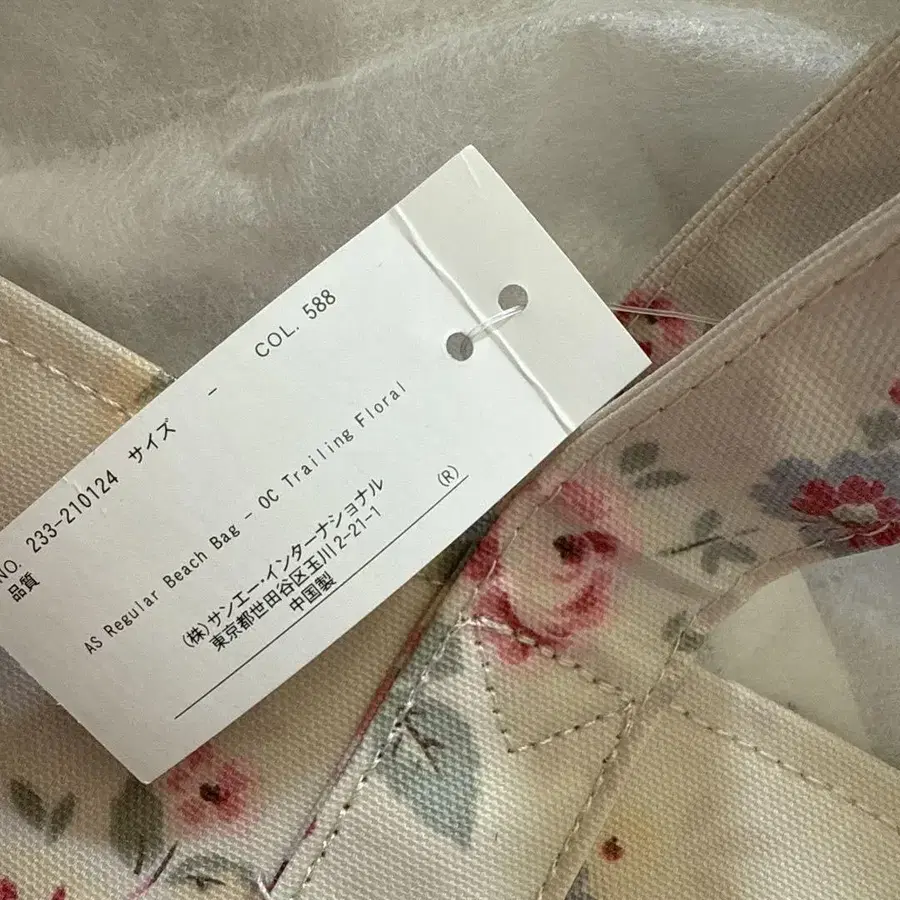 NO. 233-210124 サイズ - COL. 588
品質
AS Regular Beach Bag - OC Trailing Floral
(株)サンエー・インターナショナル
東京都世田谷区玉川2-21-1 (R)
中国製